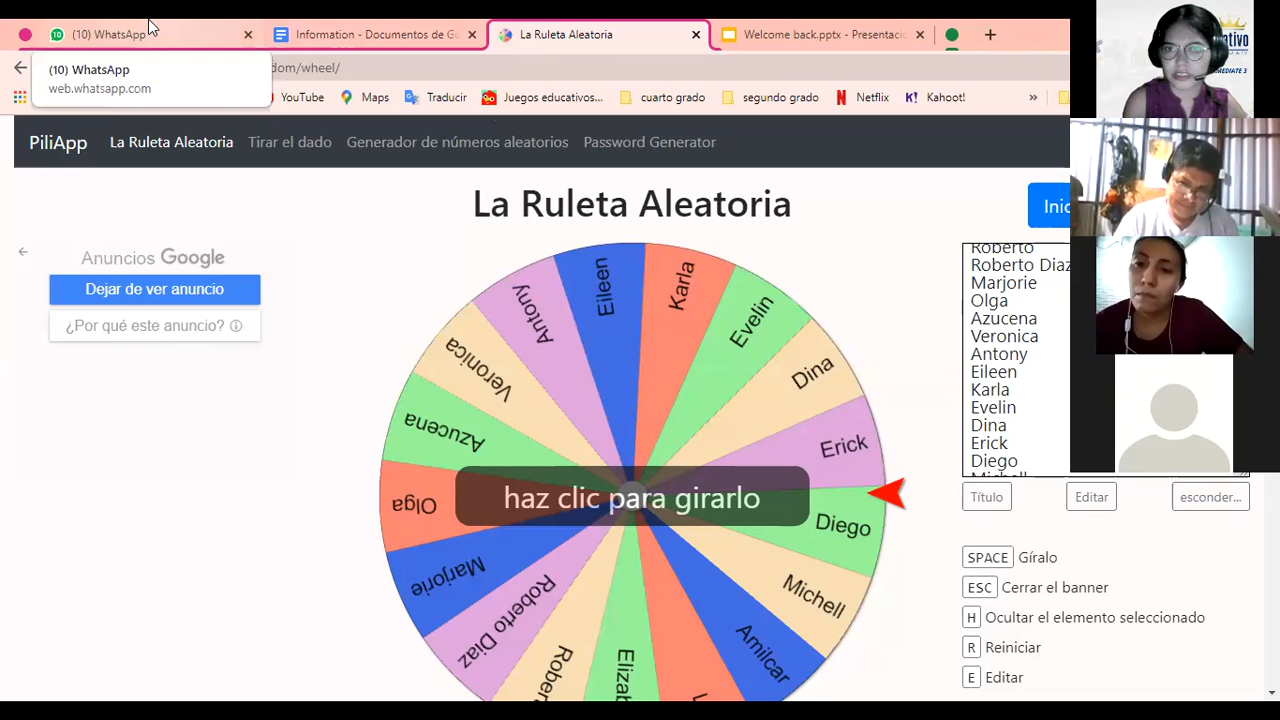 (10) WhatsApp
Information - Documentos de G
La Ruleta Aleatoria
Welcome back.pptx - Presentaci
(10) WhatsApp
web.whatsapp.com
dom/wheel/
YouTube
Maps
Traducir
Juegos educativos...
cuarto grado
segundo grado
Netflix
Kahoot!
»
PiliApp
La Ruleta Aleatoria
Tirar el dado
Generador de números aleatorios
Password Generator
La Ruleta Aleatoria
Inic
Anuncios Google
Dejar de ver anuncio
¿Por qué este anuncio?
Eileen
Karla
Evelin
Dina
Erick
Diego
Michell
Amilcar
Elizab
Rober
Roberto Diaz
Marjorie
Olga
Azucena
Veronica
Antony
haz clic para girarlo
Roberto
Roberto Diaz
Marjorie
Olga
Azucena
Veronica
Antony
Eileen
Karla
Evelin
Dina
Erick
Diego
Michell
Título
Editar
esconder...
SPACE Gíralo
ESC Cerrar el banner
H Ocultar el elemento seleccionado
R Reiniciar
E Editar